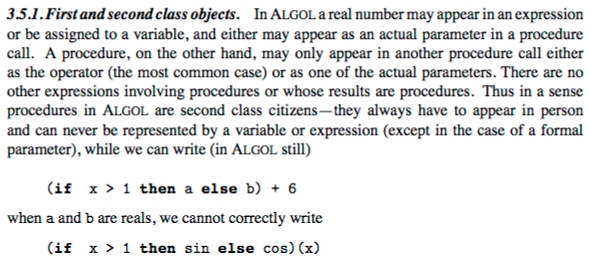 3.5.1. First and second class objects. In ALGOL a real number may appear in an expression
or be assigned to a variable, and either may appear as an actual parameter in a procedure
call. A procedure, on the other hand, may only appear in another procedure call either
as the operator (the most common case) or as one of the actual parameters. There are no
other expressions involving procedures or whose results are procedures. Thus in a sense
procedures in ALGOL are second class citizens—they always have to appear in person
and can never be represented by a variable or expression (except in the case of a formal
parameter), while we can write (in ALGOL still)
(if x > 1 then a else b) + 6
when a and b are reals, we cannot correctly write
(if x > 1 then sin else cos)(x)